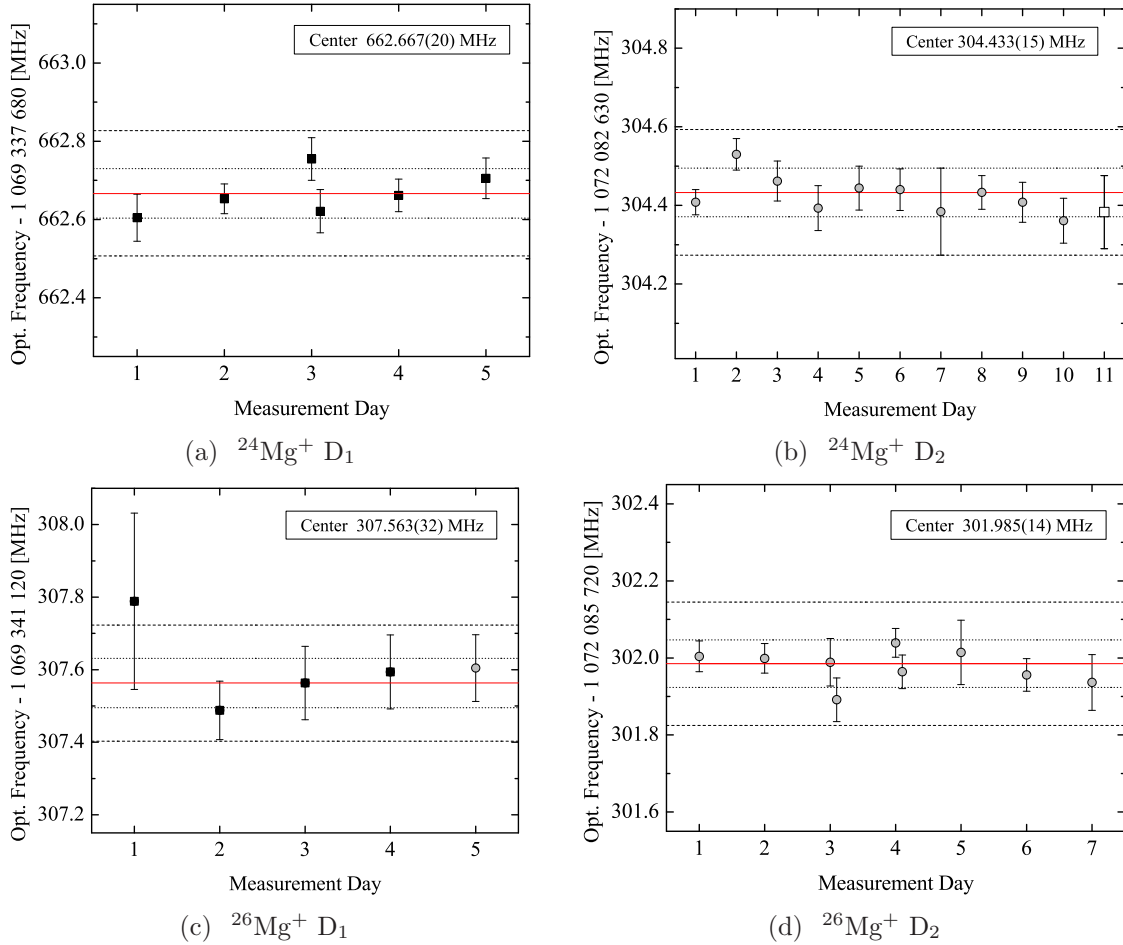 Center 662.667(20) MHz
Opt. Frequency - 1 069 337 680 [MHz]
663.0
662.8
662.6
662.4
1 2 3 4 5
Measurement Day
(a) ²⁴Mg⁺ D₁
Center 304.433(15) MHz
Opt. Frequency - 1 072 082 630 [MHz]
304.8
304.6
304.4
304.2
1 2 3 4 5 6 7 8 9 10 11
Measurement Day
(b) ²⁴Mg⁺ D₂
Center 307.563(32) MHz
Opt. Frequency - 1 069 341 120 [MHz]
308.0
307.8
307.6
307.4
307.2
1 2 3 4 5
Measurement Day
(c) ²⁶Mg⁺ D₁
Center 301.985(14) MHz
Opt. Frequency - 1 072 085 720 [MHz]
302.4
302.2
302.0
301.8
301.6
1 2 3 4 5 6 7
Measurement Day
(d) ²⁶Mg⁺ D₂